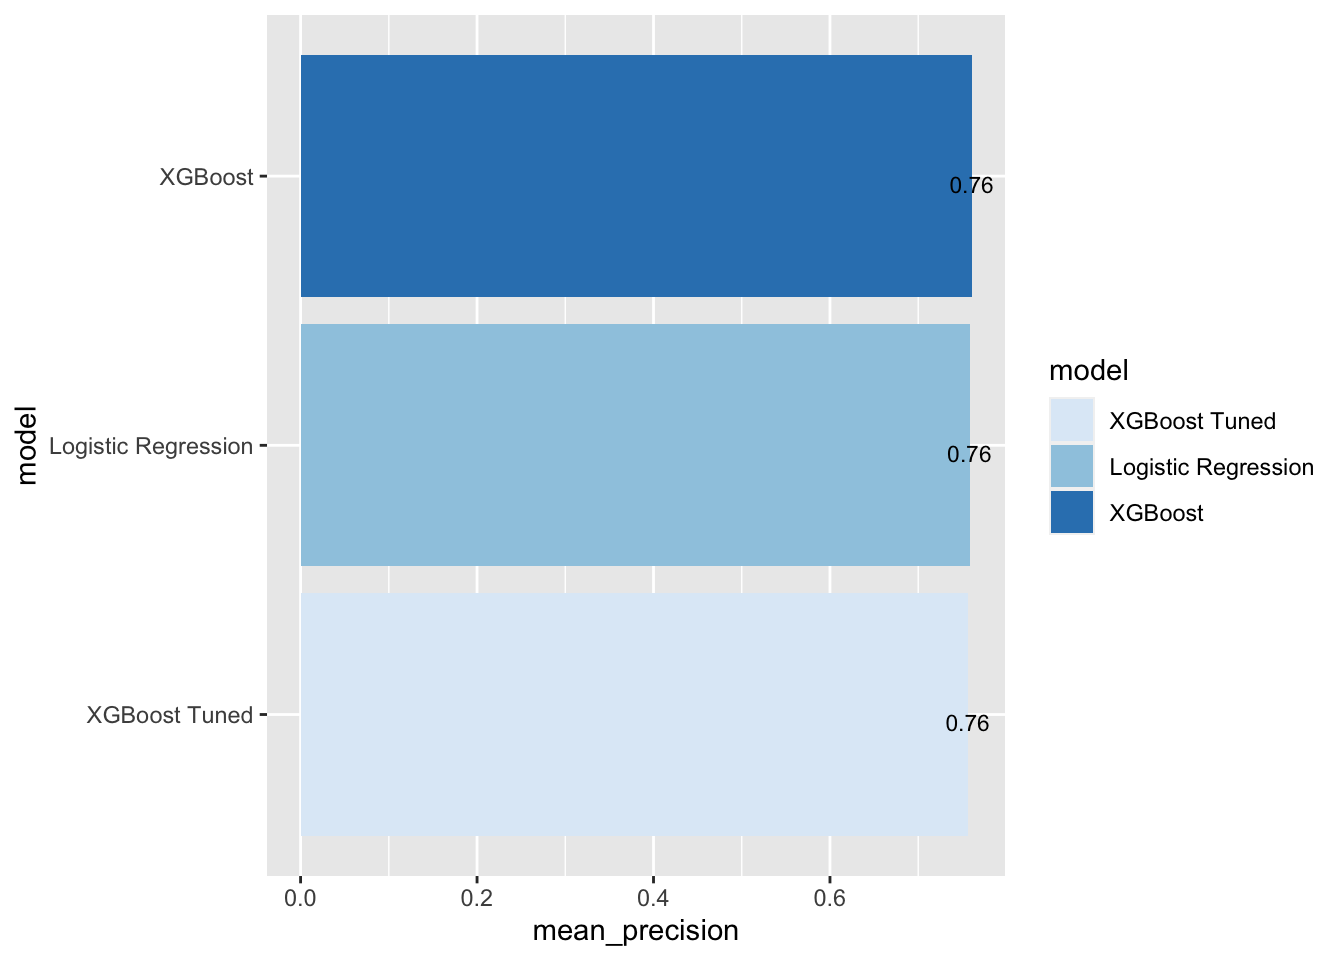 XGBoost
0.76
Logistic Regression
0.76
XGBoost Tuned
0.76
model
0.0
0.2
0.4
0.6
mean_precision
model
XGBoost Tuned
Logistic Regression
XGBoost